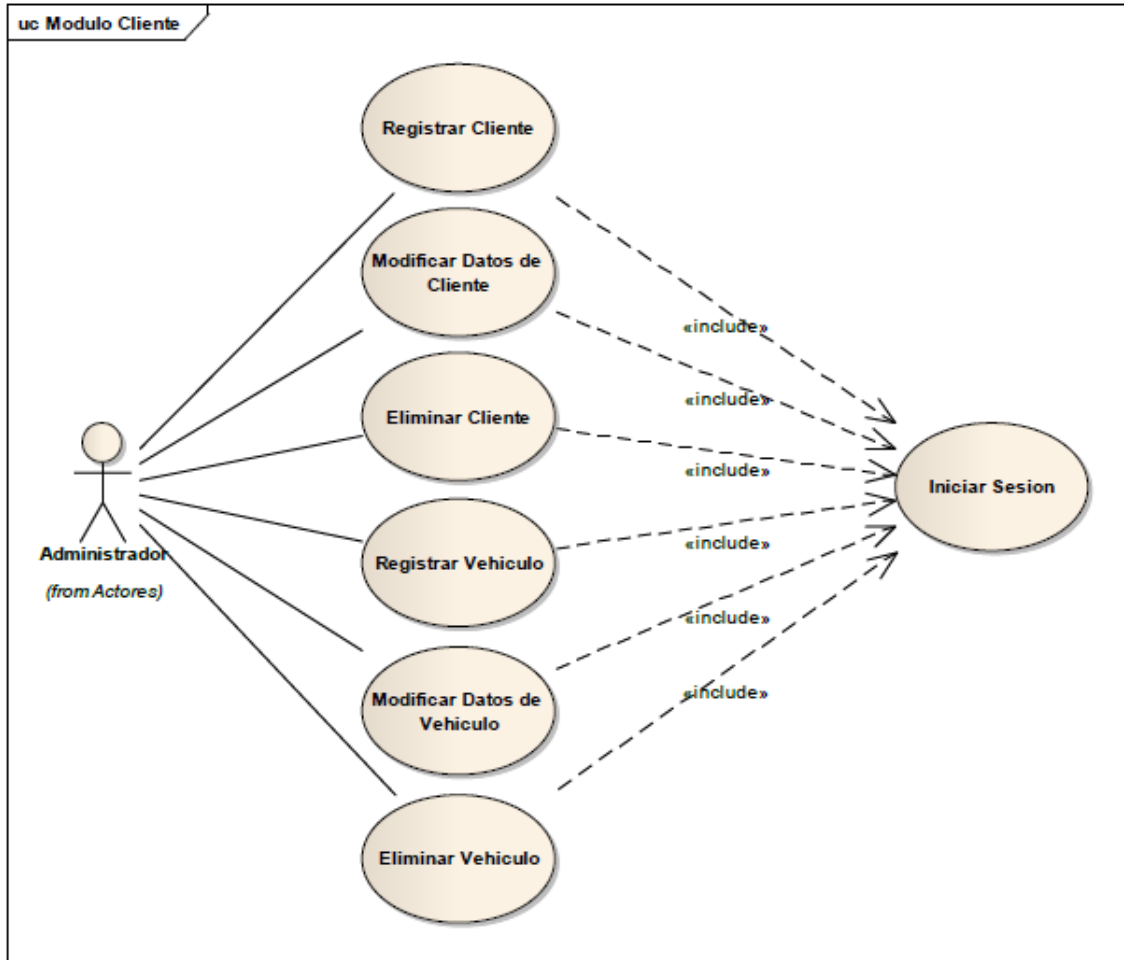 uc Modulo Cliente
Registrar Cliente
Modificar Datos de
Cliente
«include»
«include»
Eliminar Cliente
«include»
Iniciar Sesion
Administrador
(from Actores)
Registrar Vehiculo
«include»
«include»
Modificar Datos de
Vehiculo
«include»
Eliminar Vehiculo